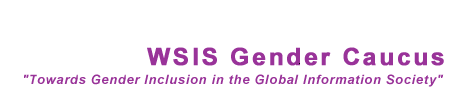 WSIS Gender Caucus
"Towards Gender Inclusion in the Global Information Society"